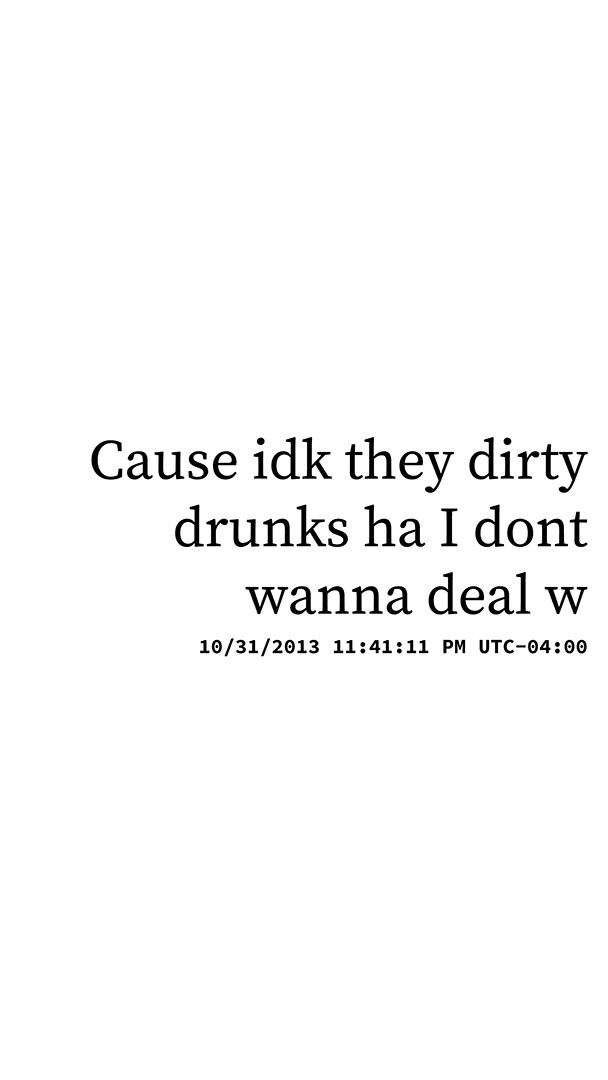 Cause idk they dirty
drunks ha I dont
wanna deal w
10/31/2013 11:41:11 PM UTC−04:00